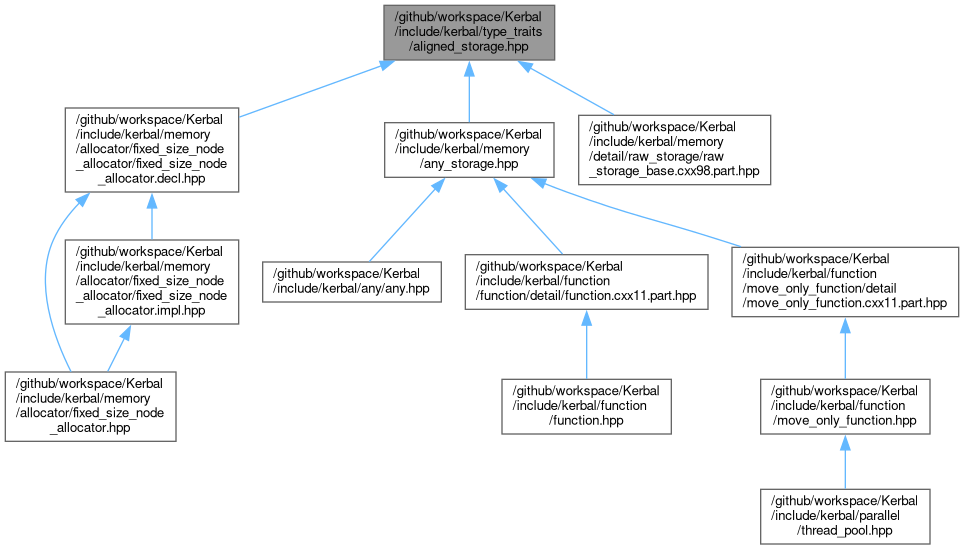 /github/workspace/Kerbal
/include/kerbal/type_traits
/aligned_storage.hpp
/github/workspace/Kerbal
/include/kerbal/memory
/allocator/fixed_size_node
_allocator/fixed_size_node
_allocator.decl.hpp
/github/workspace/Kerbal
/include/kerbal/memory
/any_storage.hpp
/github/workspace/Kerbal
/include/kerbal/memory
/detail/raw_storage/raw
_storage_base.cxx98.part.hpp
/github/workspace/Kerbal
/include/kerbal/memory
/allocator/fixed_size_node
_allocator/fixed_size_node
_allocator.impl.hpp
/github/workspace/Kerbal
/include/kerbal/any/any.hpp
/github/workspace/Kerbal
/include/kerbal/function
/function/detail/function.cxx11.part.hpp
/github/workspace/Kerbal
/include/kerbal/function
/move_only_function/detail
/move_only_function.cxx11.part.hpp
/github/workspace/Kerbal
/include/kerbal/memory
/allocator/fixed_size_node
_allocator.hpp
/github/workspace/Kerbal
/include/kerbal/function
/function.hpp
/github/workspace/Kerbal
/include/kerbal/function
/move_only_function.hpp
/github/workspace/Kerbal
/include/kerbal/parallel
/thread_pool.hpp